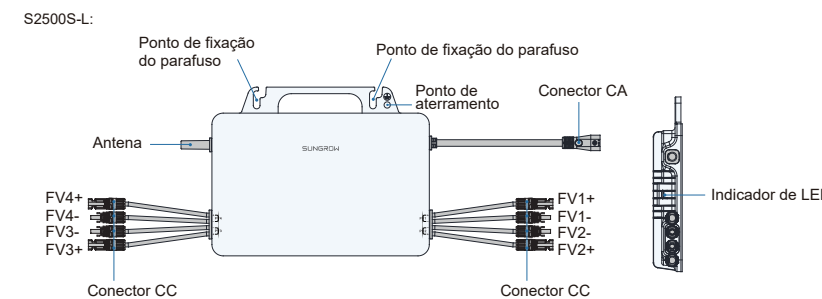 S2500S-L:
Ponto de fixação
do parafuso
Ponto de fixação do parafuso
Ponto de
aterramento
Conector CA
Antena
SUNGROW
FV4+
FV4-
FV3-
FV3+
FV1+
FV1-
FV2-
FV2+
Indicador de LE
Conector CC
Conector CC